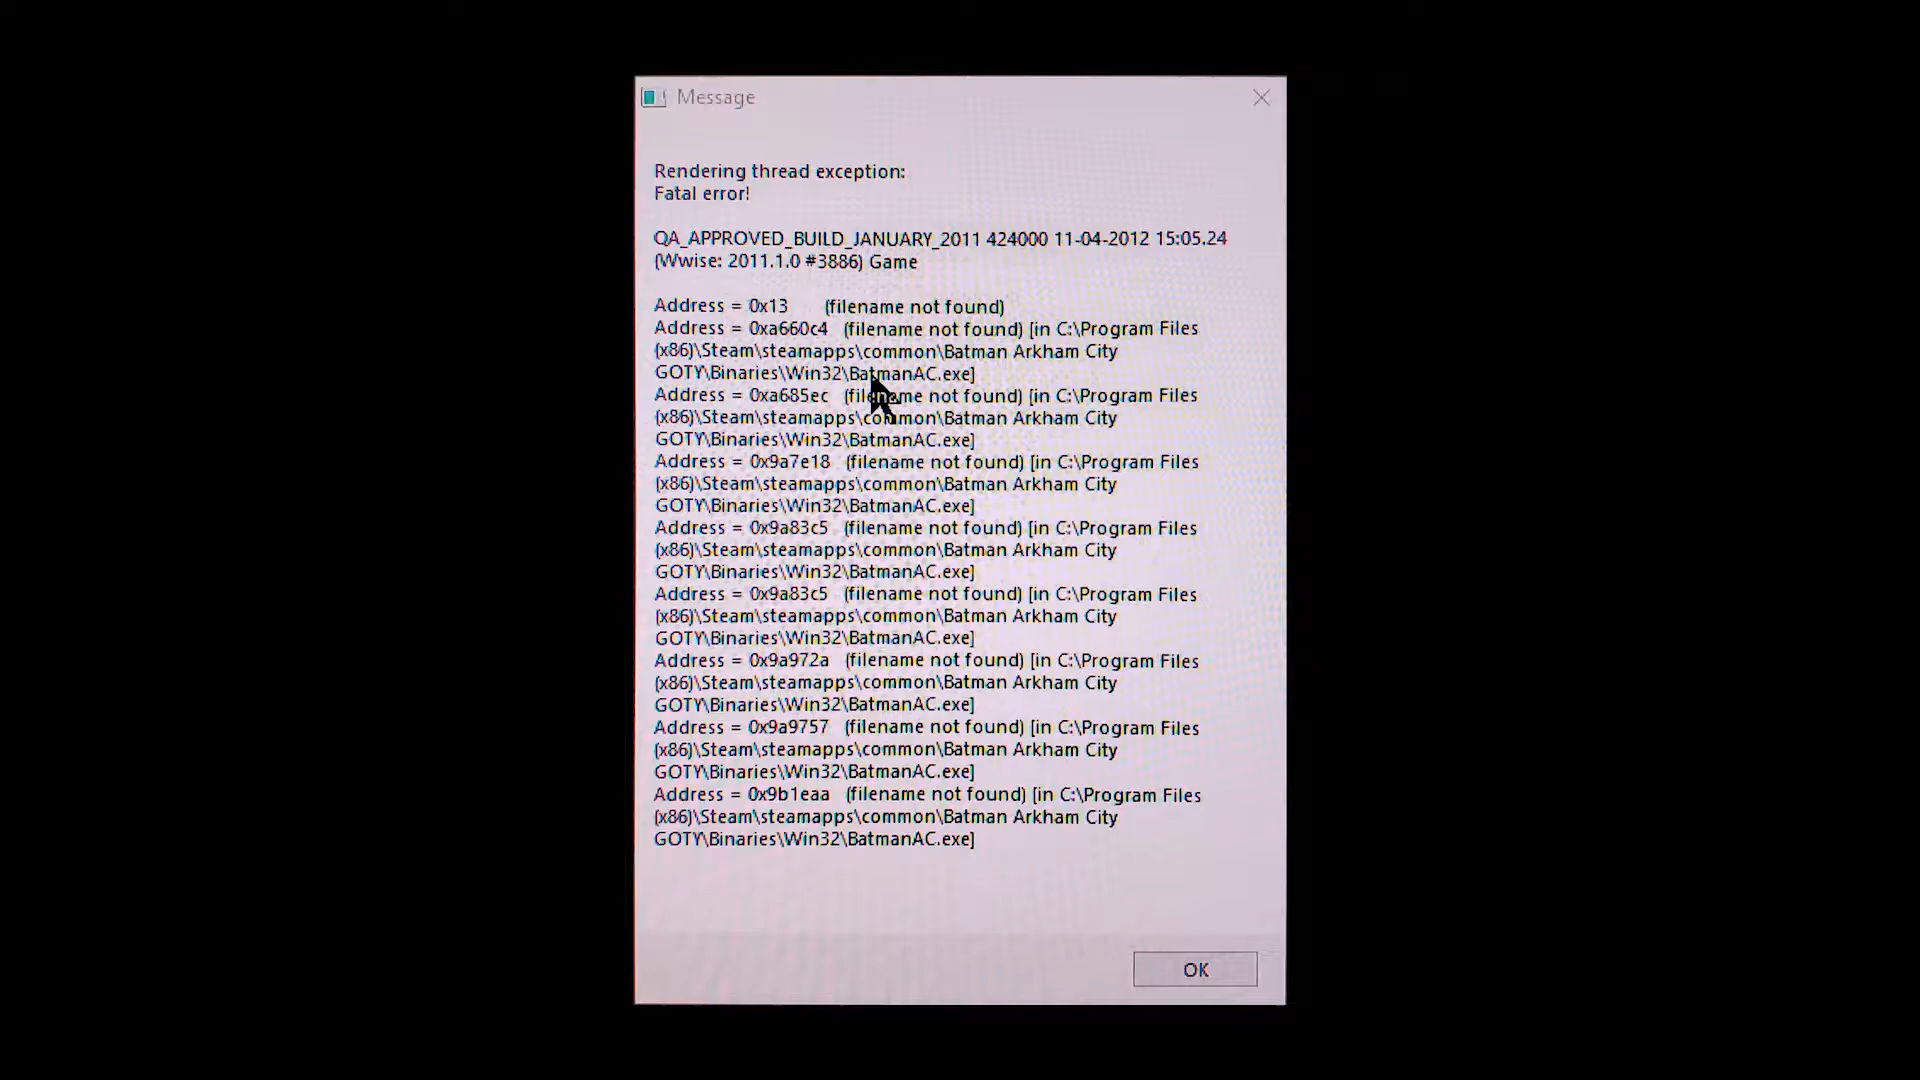 Message
Rendering thread exception:
Fatal error!
QA_APPROVED_BUILD_JANUARY_2011 424000 11-04-2012 15:05.24
(Wwise: 2011.1.0 #3886) Game
Address = 0x13 (filename not found)
Address = 0xa660c4 (filename not found) [in C:\Program Files
(x86)\Steam\steamapps\common\Batman Arkham City
GOTY\Binaries\Win32\BatmanAC.exe]
Address = 0xa685ec (filename not found) [in C:\Program Files
(x86)\Steam\steamapps\common\Batman Arkham City
GOTY\Binaries\Win32\BatmanAC.exe]
Address = 0x9a7e18 (filename not found) [in C:\Program Files
(x86)\Steam\steamapps\common\Batman Arkham City
GOTY\Binaries\Win32\BatmanAC.exe]
Address = 0x9a83c5 (filename not found) [in C:\Program Files
(x86)\Steam\steamapps\common\Batman Arkham City
GOTY\Binaries\Win32\BatmanAC.exe]
Address = 0x9a83c5 (filename not found) [in C:\Program Files
(x86)\Steam\steamapps\common\Batman Arkham City
GOTY\Binaries\Win32\BatmanAC.exe]
Address = 0x9a972a (filename not found) [in C:\Program Files
(x86)\Steam\steamapps\common\Batman Arkham City
GOTY\Binaries\Win32\BatmanAC.exe]
Address = 0x9a9757 (filename not found) [in C:\Program Files
(x86)\Steam\steamapps\common\Batman Arkham City
GOTY\Binaries\Win32\BatmanAC.exe]
Address = 0x9b1eaa (filename not found) [in C:\Program Files
(x86)\Steam\steamapps\common\Batman Arkham City
GOTY\Binaries\Win32\BatmanAC.exe]
OK